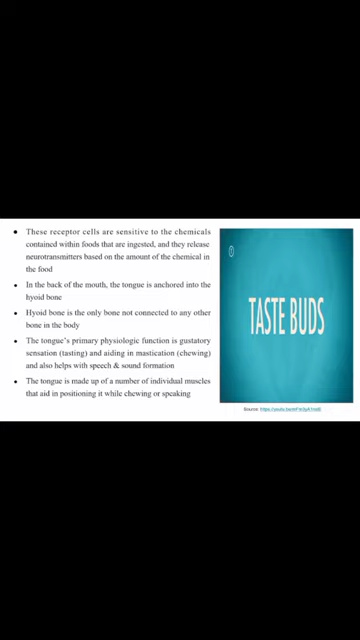 • These receptor cells are sensitive to the chemicals
contained within foods that are ingested, and they release
neurotransmitters based on the amount of the chemical in
the food
• In the back of the mouth, the tongue is anchored into the
hyoid bone
• Hyoid bone is the only bone not connected to any other
bone in the body
• The tongue's primary physiologic function is gustatory
sensation (tasting) and aiding in mastication (chewing)
and also helps with speech & sound formation
• The tongue is made up of a number of individual muscles
that aid in positioning it while chewing or speaking
TASTE BUDS
Source: